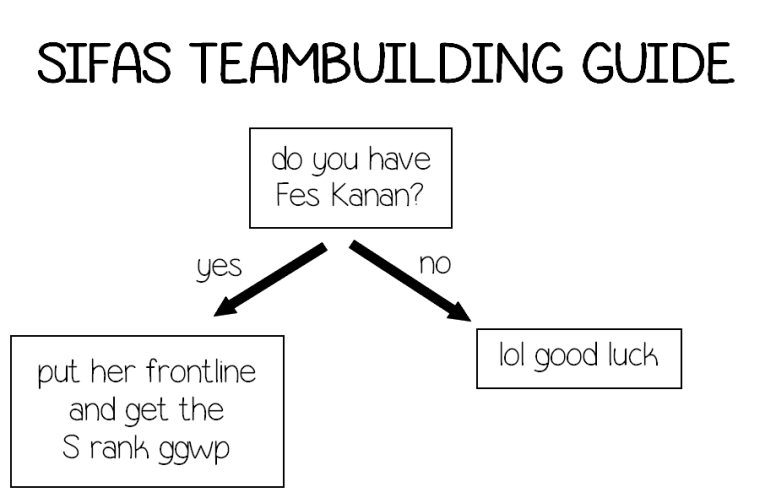 SIFAS TEAMBUILDING GUIDE
do you have
Fes Kanan?
yes
no
put her frontline
and get the
S rank ggwp
lol good luck